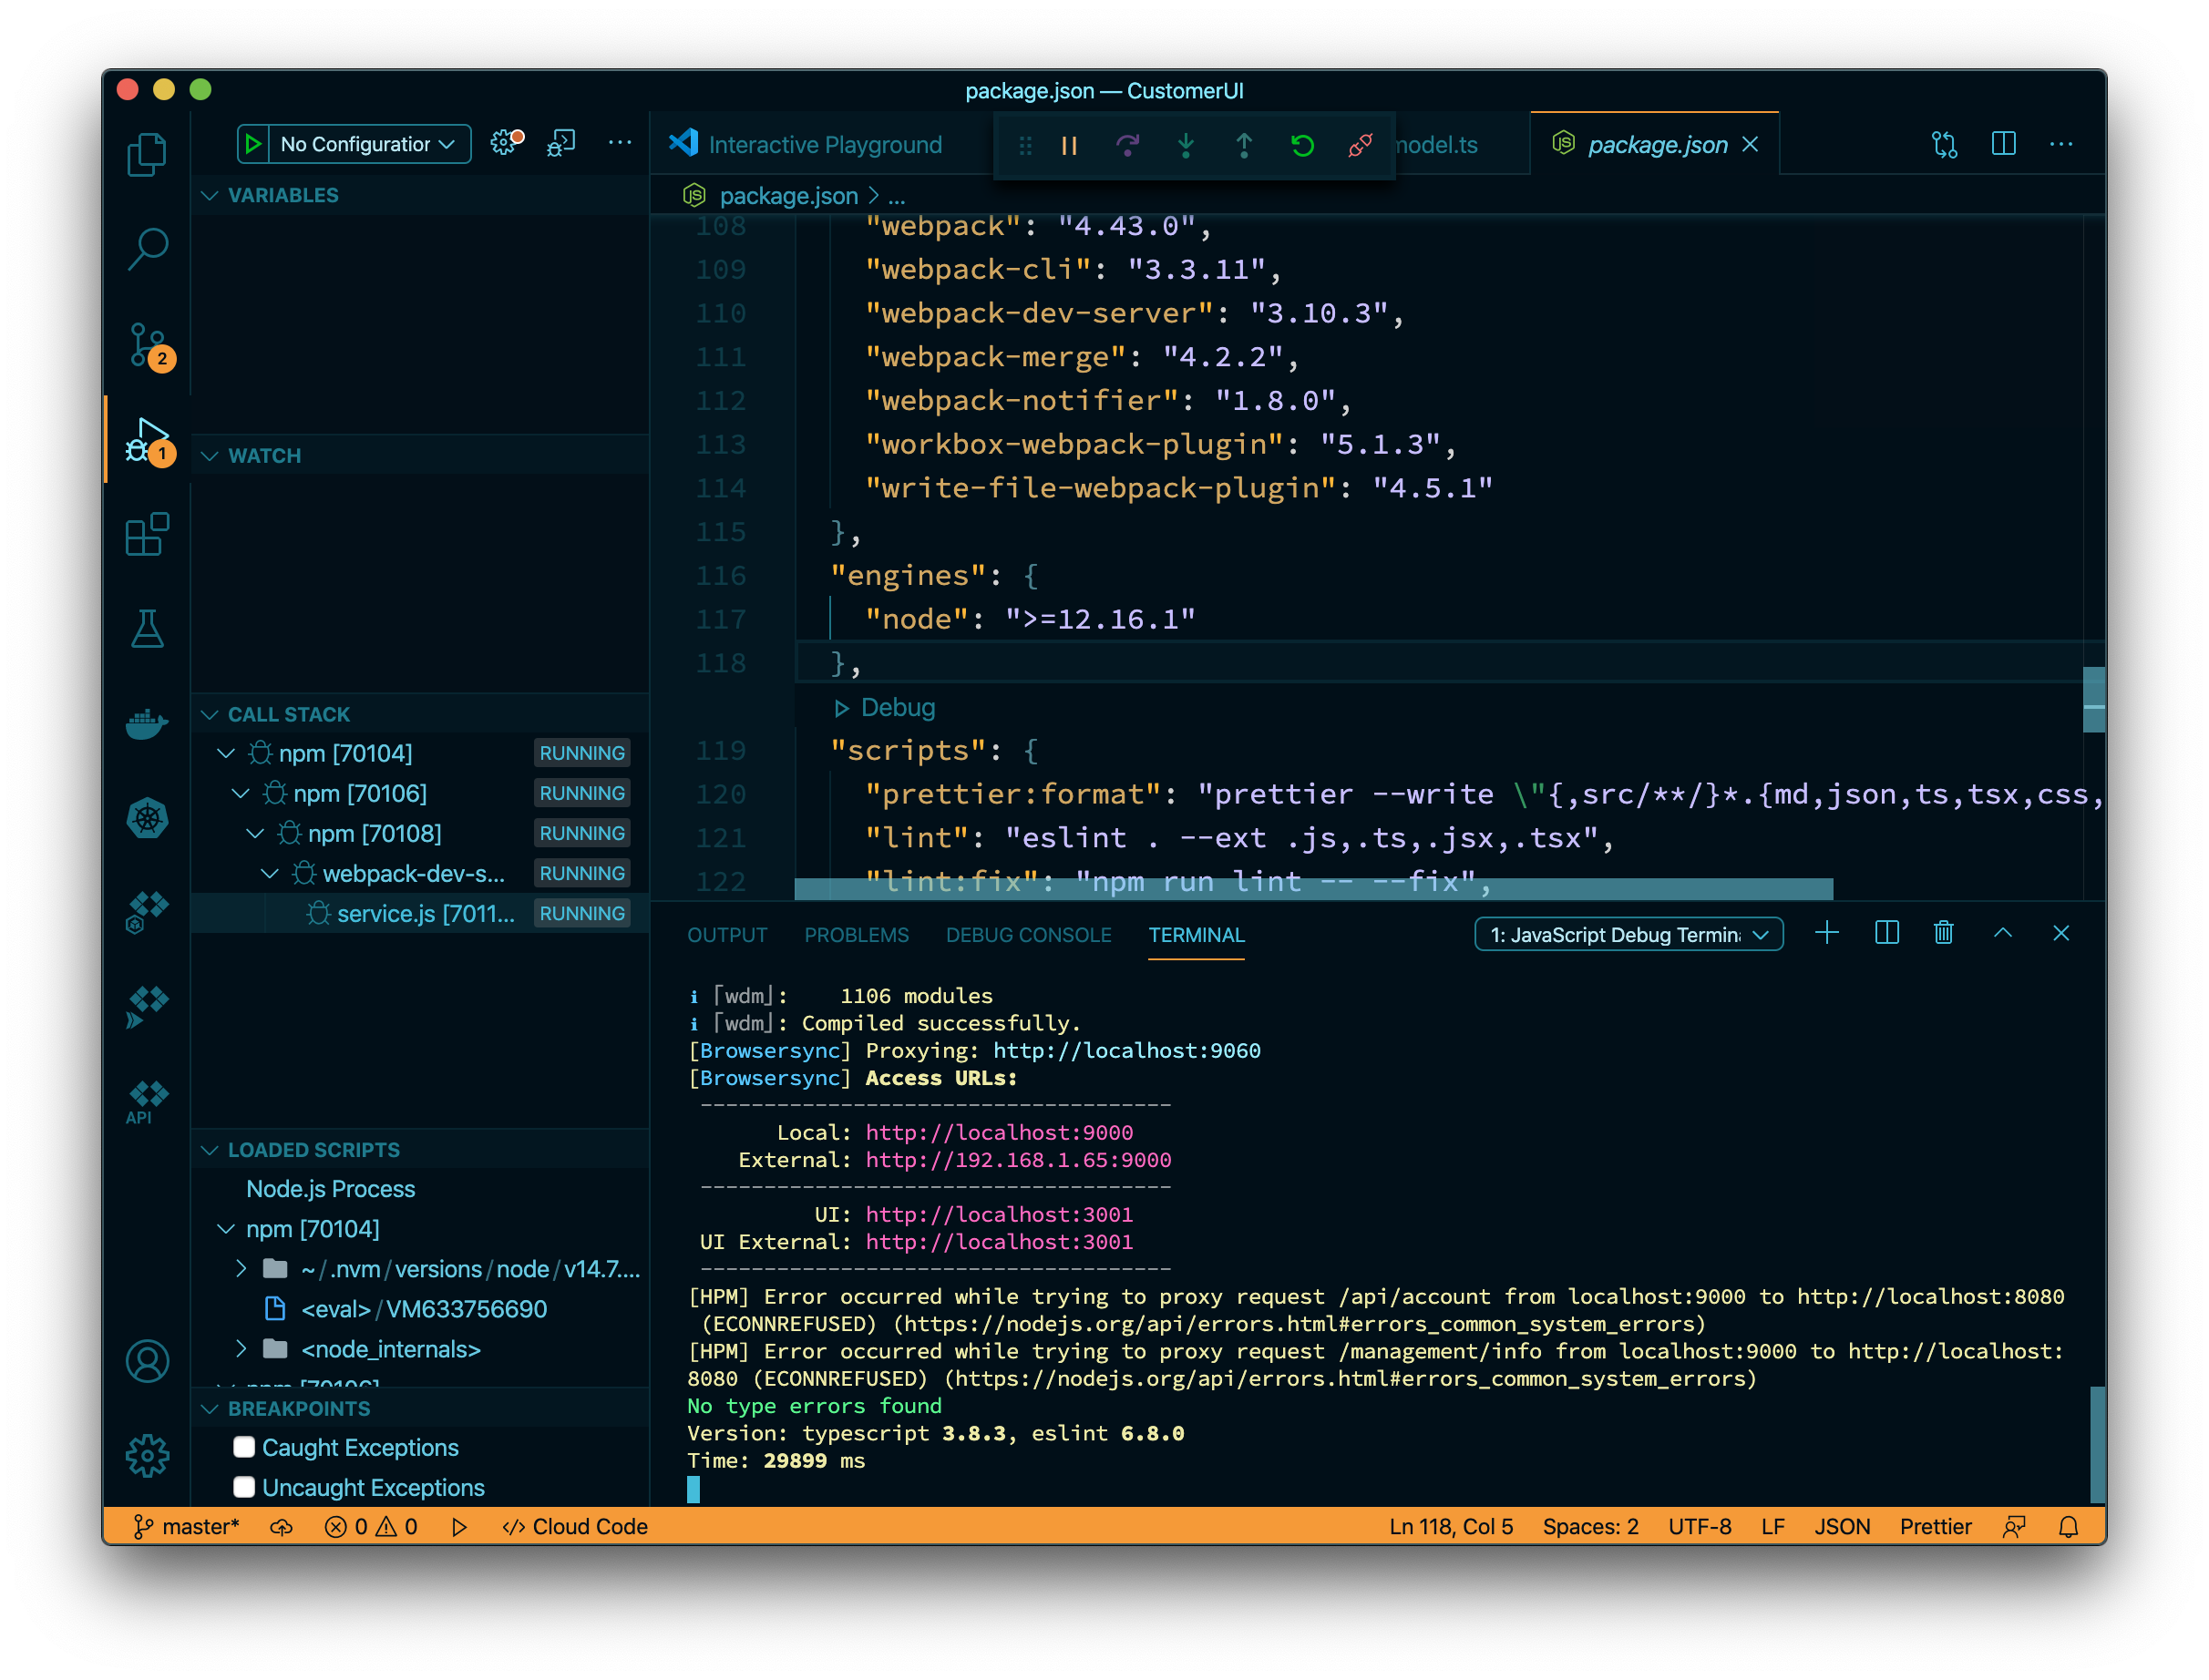 package.json — CustomerUI
No Configuration
Interactive Playground
model.ts
package.json
package.json > ...
VARIABLES
WATCH
CALL STACK
npm [70104] RUNNING
npm [70106] RUNNING
npm [70108] RUNNING
webpack-dev-s... RUNNING
service.js [7011... RUNNING
LOADED SCRIPTS
Node.js Process
npm [70104]
~/.nvm/versions/node/v14.7....
<eval>/VM633756690
<node_internals>
npm [70106]
BREAKPOINTS
Caught Exceptions
Uncaught Exceptions
2
1
API
108 "webpack": "4.43.0",
109 "webpack-cli": "3.3.11",
110 "webpack-dev-server": "3.10.3",
111 "webpack-merge": "4.2.2",
112 "webpack-notifier": "1.8.0",
113 "workbox-webpack-plugin": "5.1.3",
114 "write-file-webpack-plugin": "4.5.1"
115 },
116 "engines": {
117 "node": ">=12.16.1"
118 },
Debug
119 "scripts": {
120 "prettier:format": "prettier --write \"{,src/**/}*.{md,json,ts,tsx,css,
121 "lint": "eslint . --ext .js,.ts,.jsx,.tsx",
122 "lint:fix": "npm run lint -- --fix",
OUTPUT PROBLEMS DEBUG CONSOLE TERMINAL
1: JavaScript Debug Termina
ℹ ｢wdm｣:    1106 modules
ℹ ｢wdm｣: Compiled successfully.
[Browsersync] Proxying: http://localhost:9060
[Browsersync] Access URLs:
-------------------------------------
Local: http://localhost:9000
External: http://192.168.1.65:9000
-------------------------------------
UI: http://localhost:3001
UI External: http://localhost:3001
-------------------------------------
[HPM] Error occurred while trying to proxy request /api/account from localhost:9000 to http://localhost:8080
(ECONNREFUSED) (https://nodejs.org/api/errors.html#errors_common_system_errors)
[HPM] Error occurred while trying to proxy request /management/info from localhost:9000 to http://localhost:
8080 (ECONNREFUSED) (https://nodejs.org/api/errors.html#errors_common_system_errors)
No type errors found
Version: typescript 3.8.3, eslint 6.8.0
Time: 29899 ms
master* 0 0 </> Cloud Code Ln 118, Col 5 Spaces: 2 UTF-8 LF JSON Prettier